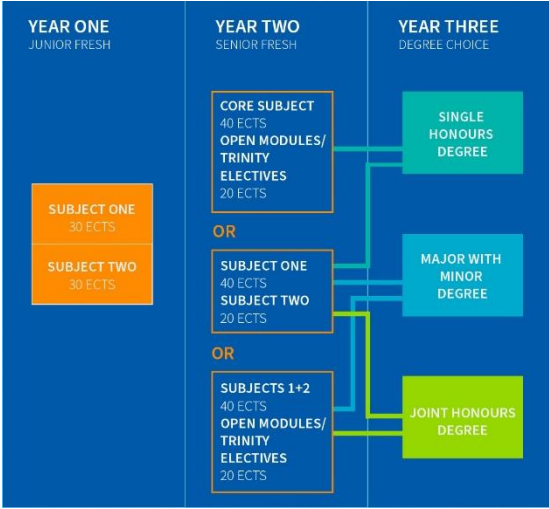 YEAR ONE
JUNIOR FRESH
SUBJECT ONE
30 ECTS
SUBJECT TWO
30 ECTS
YEAR TWO
SENIOR FRESH
CORE SUBJECT
40 ECTS
OPEN MODULES/
TRINITY
ELECTIVES
20 ECTS
OR
SUBJECT ONE
40 ECTS
SUBJECT TWO
20 ECTS
OR
SUBJECTS 1+2
40 ECTS
OPEN MODULES/
TRINITY
ELECTIVES
20 ECTS
YEAR THREE
DEGREE CHOICE
SINGLE
HONOURS
DEGREE
MAJOR WITH
MINOR
DEGREE
JOINT HONOURS
DEGREE